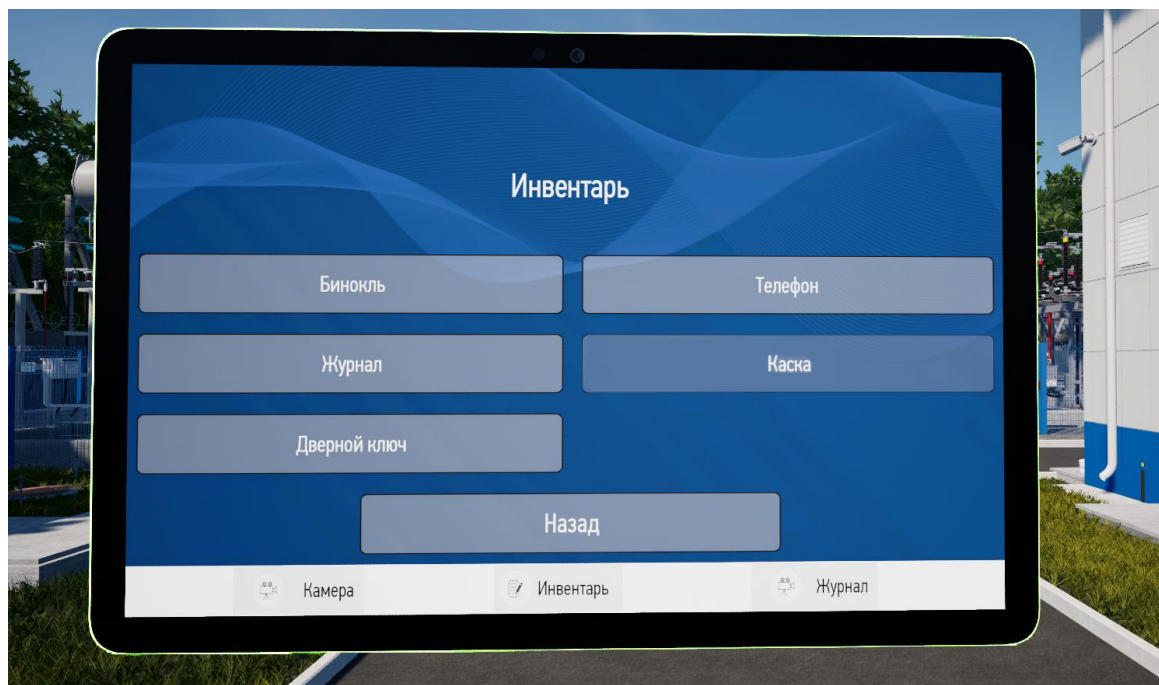 Инвентарь
Бинокль
Телефон
Журнал
Каска
Дверной ключ
Назад
Камера
Инвентарь
Журнал